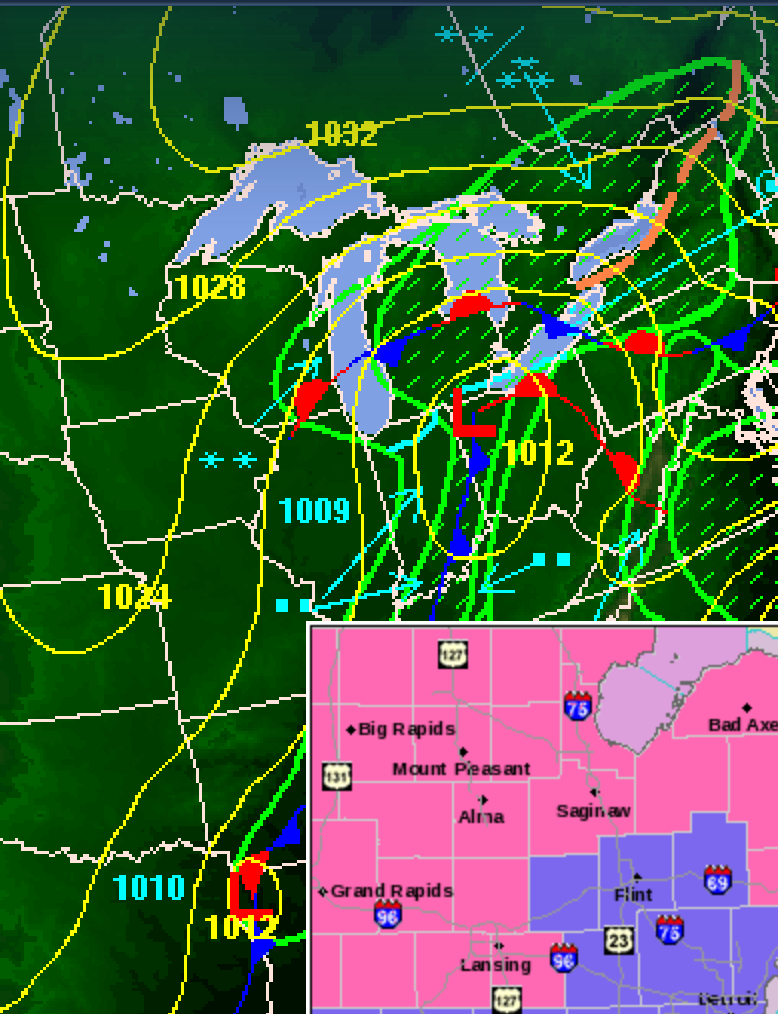 1032
1028
L
1012
1009
1024
1010
L
1012
127
75
Bad Axe
Big Rapids
Mount Pleasant
131
Alma
Saginaw
Grand Rapids
96
Flint
69
23
75
Lansing
96
127
Detroit